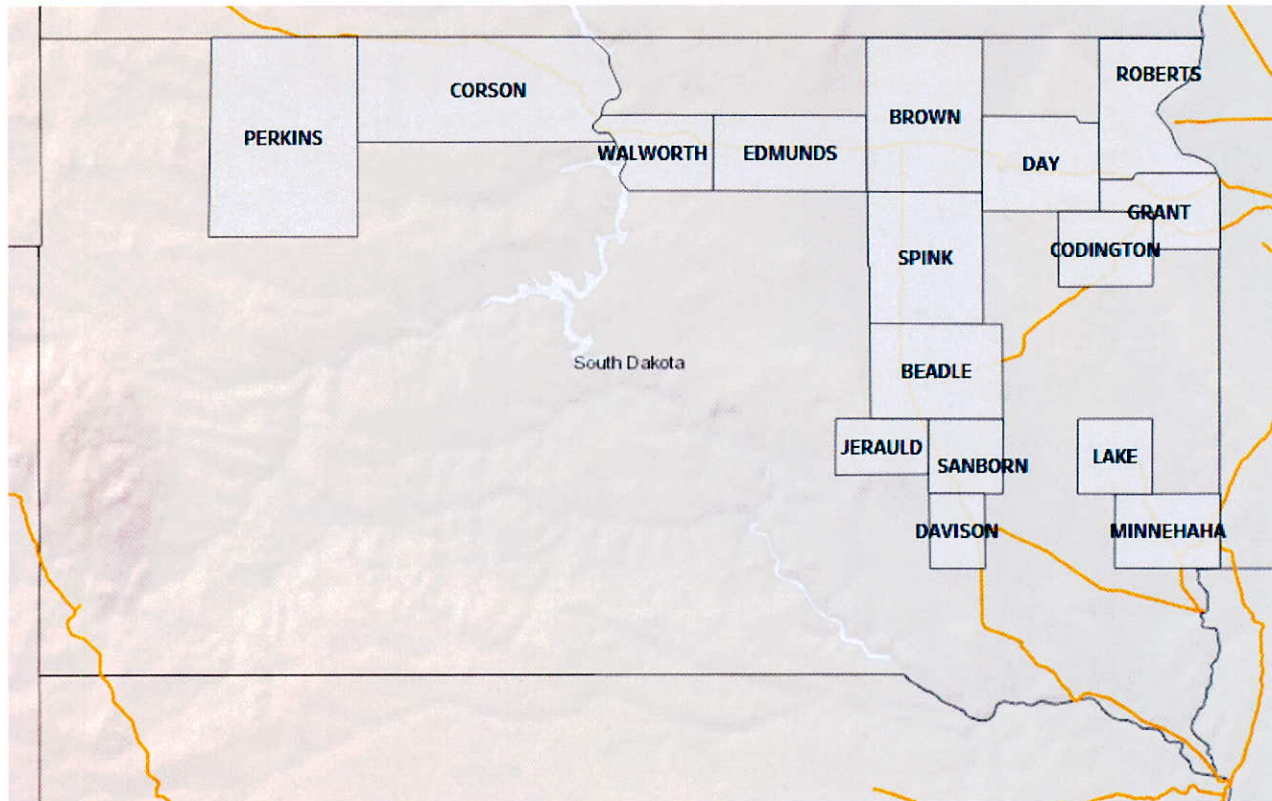 ROBERTS
CORSON
BROWN
PERKINS
WALWORTH
EDMUNDS
DAY
GRANT
CODINGTON
SPINK
South Dakota
BEADLE
JERAULD
SANBORN
LAKE
DAVISON
MINNEHAHA